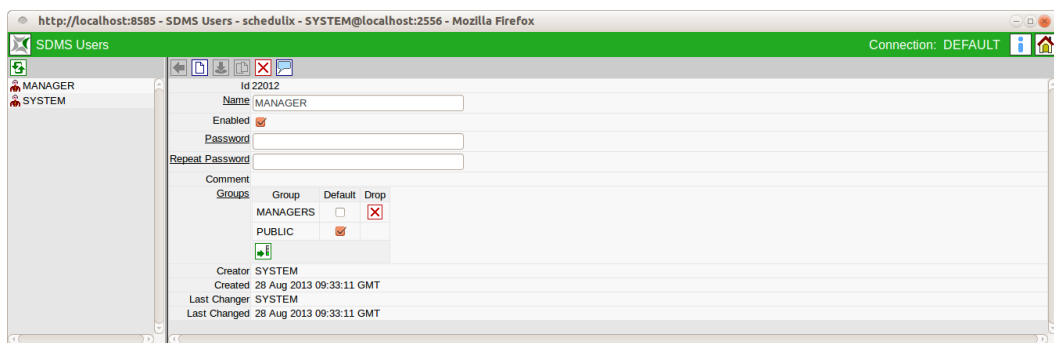 http://localhost:8585 - SDMS Users - schedulix - SYSTEM@localhost:2556 - Mozilla Firefox
SDMS Users Connection: DEFAULT
MANAGER
SYSTEM
Id 22012
Name MANAGER
Enabled
Password
Repeat Password
Comment
Groups Group Default Drop
MANAGERS
PUBLIC
Creator SYSTEM
Created 28 Aug 2013 09:33:11 GMT
Last Changer SYSTEM
Last Changed 28 Aug 2013 09:33:11 GMT